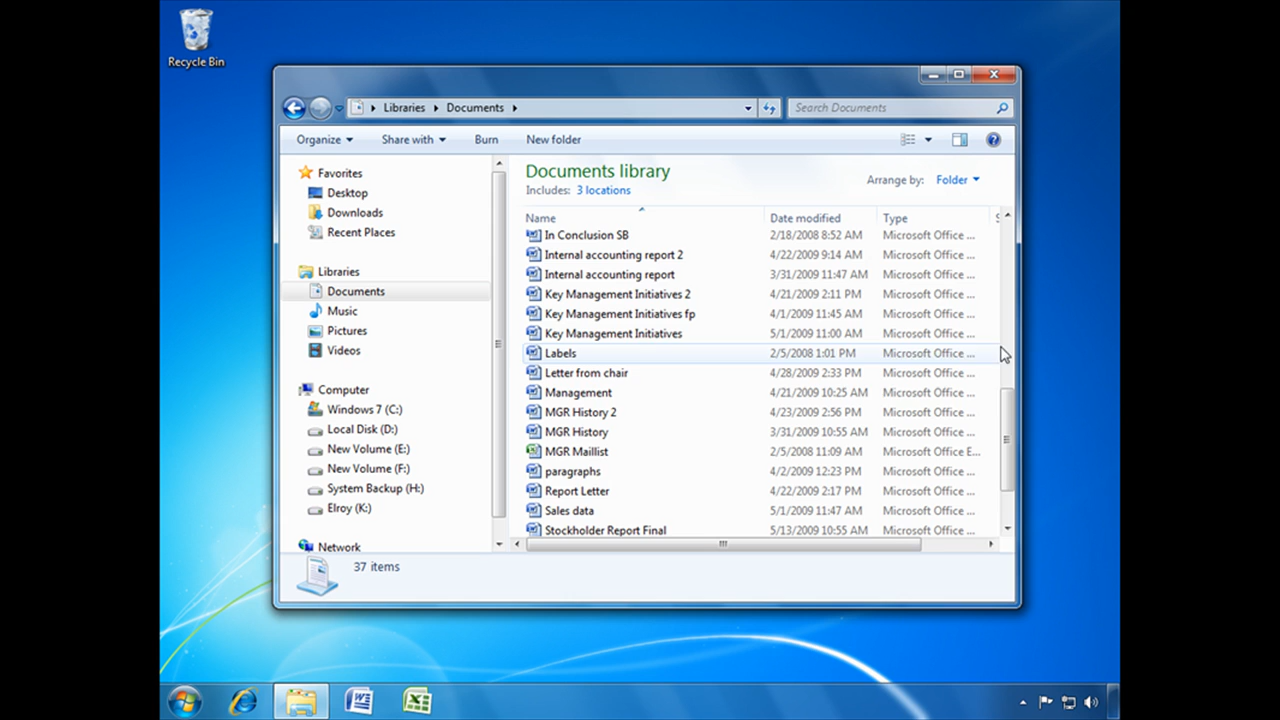 Recycle Bin
Libraries Documents
Search Documents
Organize Share with Burn New folder
Favorites
Desktop
Downloads
Recent Places
Libraries
Documents
Music
Pictures
Videos
Computer
Windows 7 (C:)
Local Disk (D:)
New Volume (E:)
New Volume (F:)
System Backup (H:)
Elroy (K:)
Network
Documents library
Includes: 3 locations
Arrange by: Folder
Name Date modified Type S
In Conclusion SB 2/18/2008 8:52 AM Microsoft Office ...
Internal accounting report 2 4/22/2009 9:14 AM Microsoft Office ...
Internal accounting report 3/31/2009 11:47 AM Microsoft Office ...
Key Management Initiatives 2 4/21/2009 2:11 PM Microsoft Office ...
Key Management Initiatives fp 4/1/2009 11:45 AM Microsoft Office ...
Key Management Initiatives 5/1/2009 11:00 AM Microsoft Office ...
Labels 2/5/2008 1:01 PM Microsoft Office ...
Letter from chair 4/28/2009 2:33 PM Microsoft Office ...
Management 4/21/2009 10:25 AM Microsoft Office ...
MGR History 2 4/23/2009 2:56 PM Microsoft Office ...
MGR History 3/31/2009 10:55 AM Microsoft Office ...
MGR Maillist 2/5/2008 11:09 AM Microsoft Office E...
paragraphs 4/2/2009 12:23 PM Microsoft Office ...
Report Letter 4/22/2009 2:17 PM Microsoft Office ...
Sales data 5/1/2009 11:47 AM Microsoft Office ...
Stockholder Report Final 5/13/2009 10:55 AM Microsoft Office ...
37 items